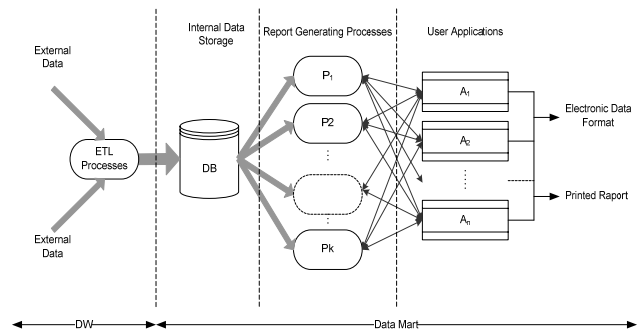 Internal Data
Storage
Report Generating Processes
User Applications
External
Data
ETL
Processes
External
Data
DB
P1
P2
Pk
A1
A2
An
Electronic Data
Format
Printed Raport
DW
Data Mart